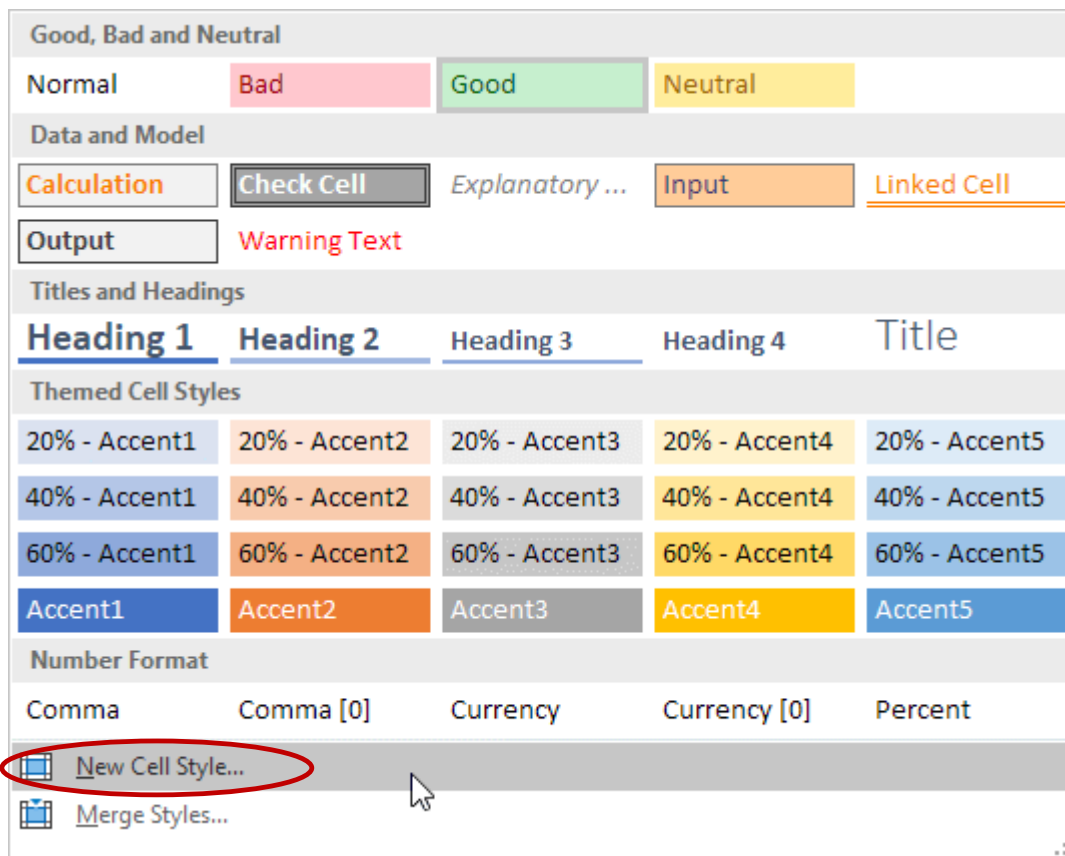 Good, Bad and Neutral
Normal Bad Good Neutral
Data and Model
Calculation Check Cell Explanatory ... Input Linked Cell
Output Warning Text
Titles and Headings
Heading 1 Heading 2 Heading 3 Heading 4 Title
Themed Cell Styles
20% - Accent1 20% - Accent2 20% - Accent3 20% - Accent4 20% - Accent5
40% - Accent1 40% - Accent2 40% - Accent3 40% - Accent4 40% - Accent5
60% - Accent1 60% - Accent2 60% - Accent3 60% - Accent4 60% - Accent5
Accent1 Accent2 Accent3 Accent4 Accent5
Number Format
Comma Comma [0] Currency Currency [0] Percent
New Cell Style...
Merge Styles...